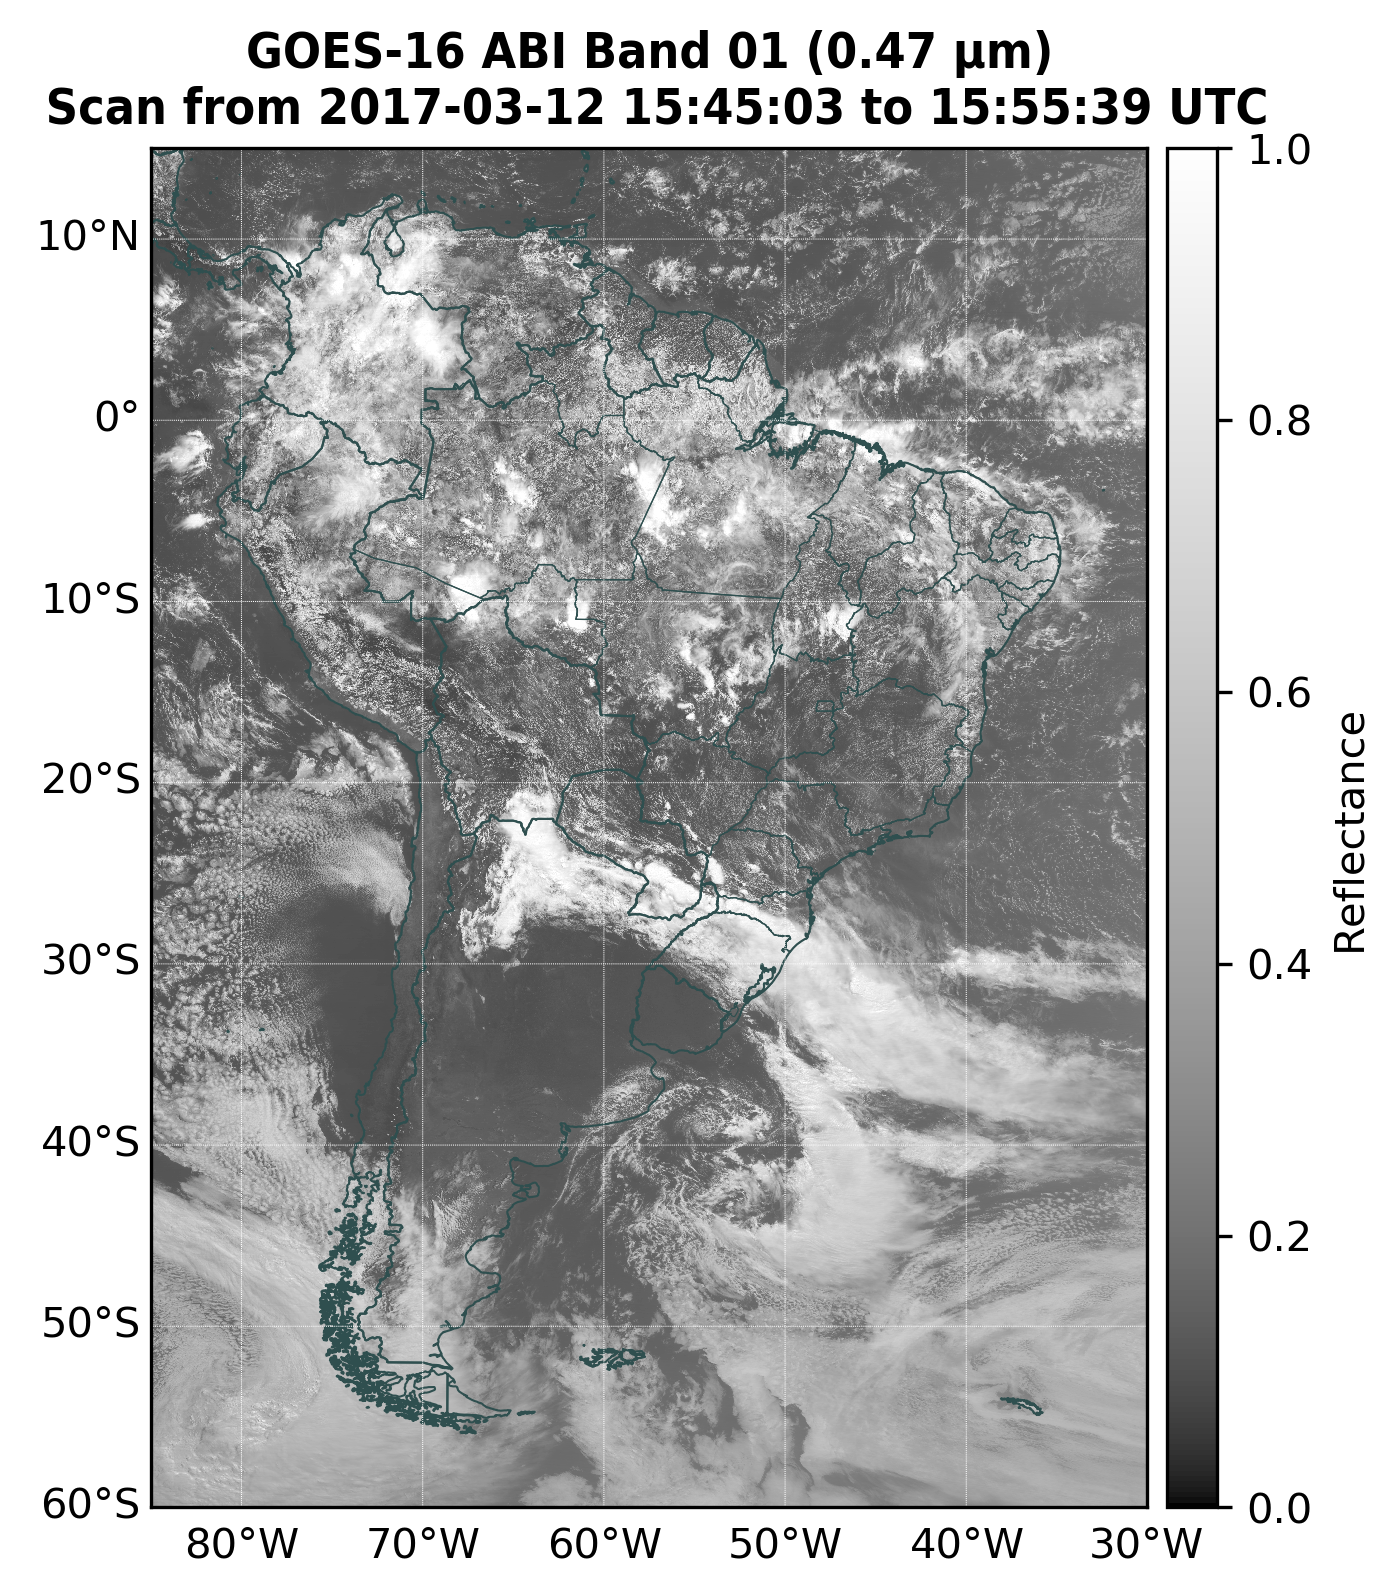 GOES-16 ABI Band 01 (0.47 µm)
Scan from 2017-03-12 15:45:03 to 15:55:39 UTC
10°N
0°
10°S
20°S
30°S
40°S
50°S
60°S
80°W
70°W
60°W
50°W
40°W
30°W
1.0
0.8
0.6
0.4
0.2
0.0
Reflectance